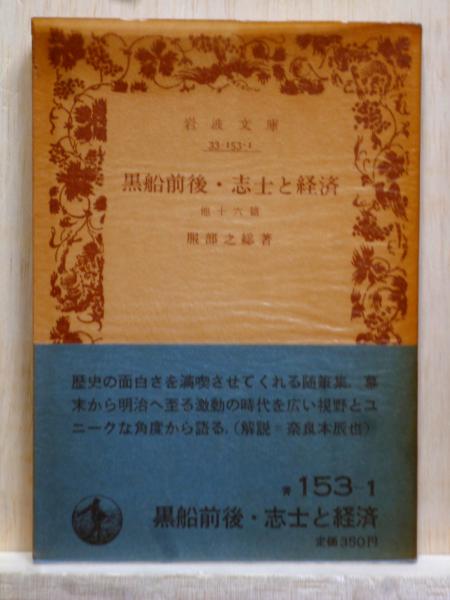 岩波文庫
33-153-1
黒船前後・志士と経済
他十六篇
服部之総著
歴史の面白さを満喫させてくれる随筆集。幕
末から明治へ至る激動の時代を広い視野とユ
ニークな角度から語る。(解説=奈良本辰也)
青 153-1
黒船前後・志士と経済
定価350円